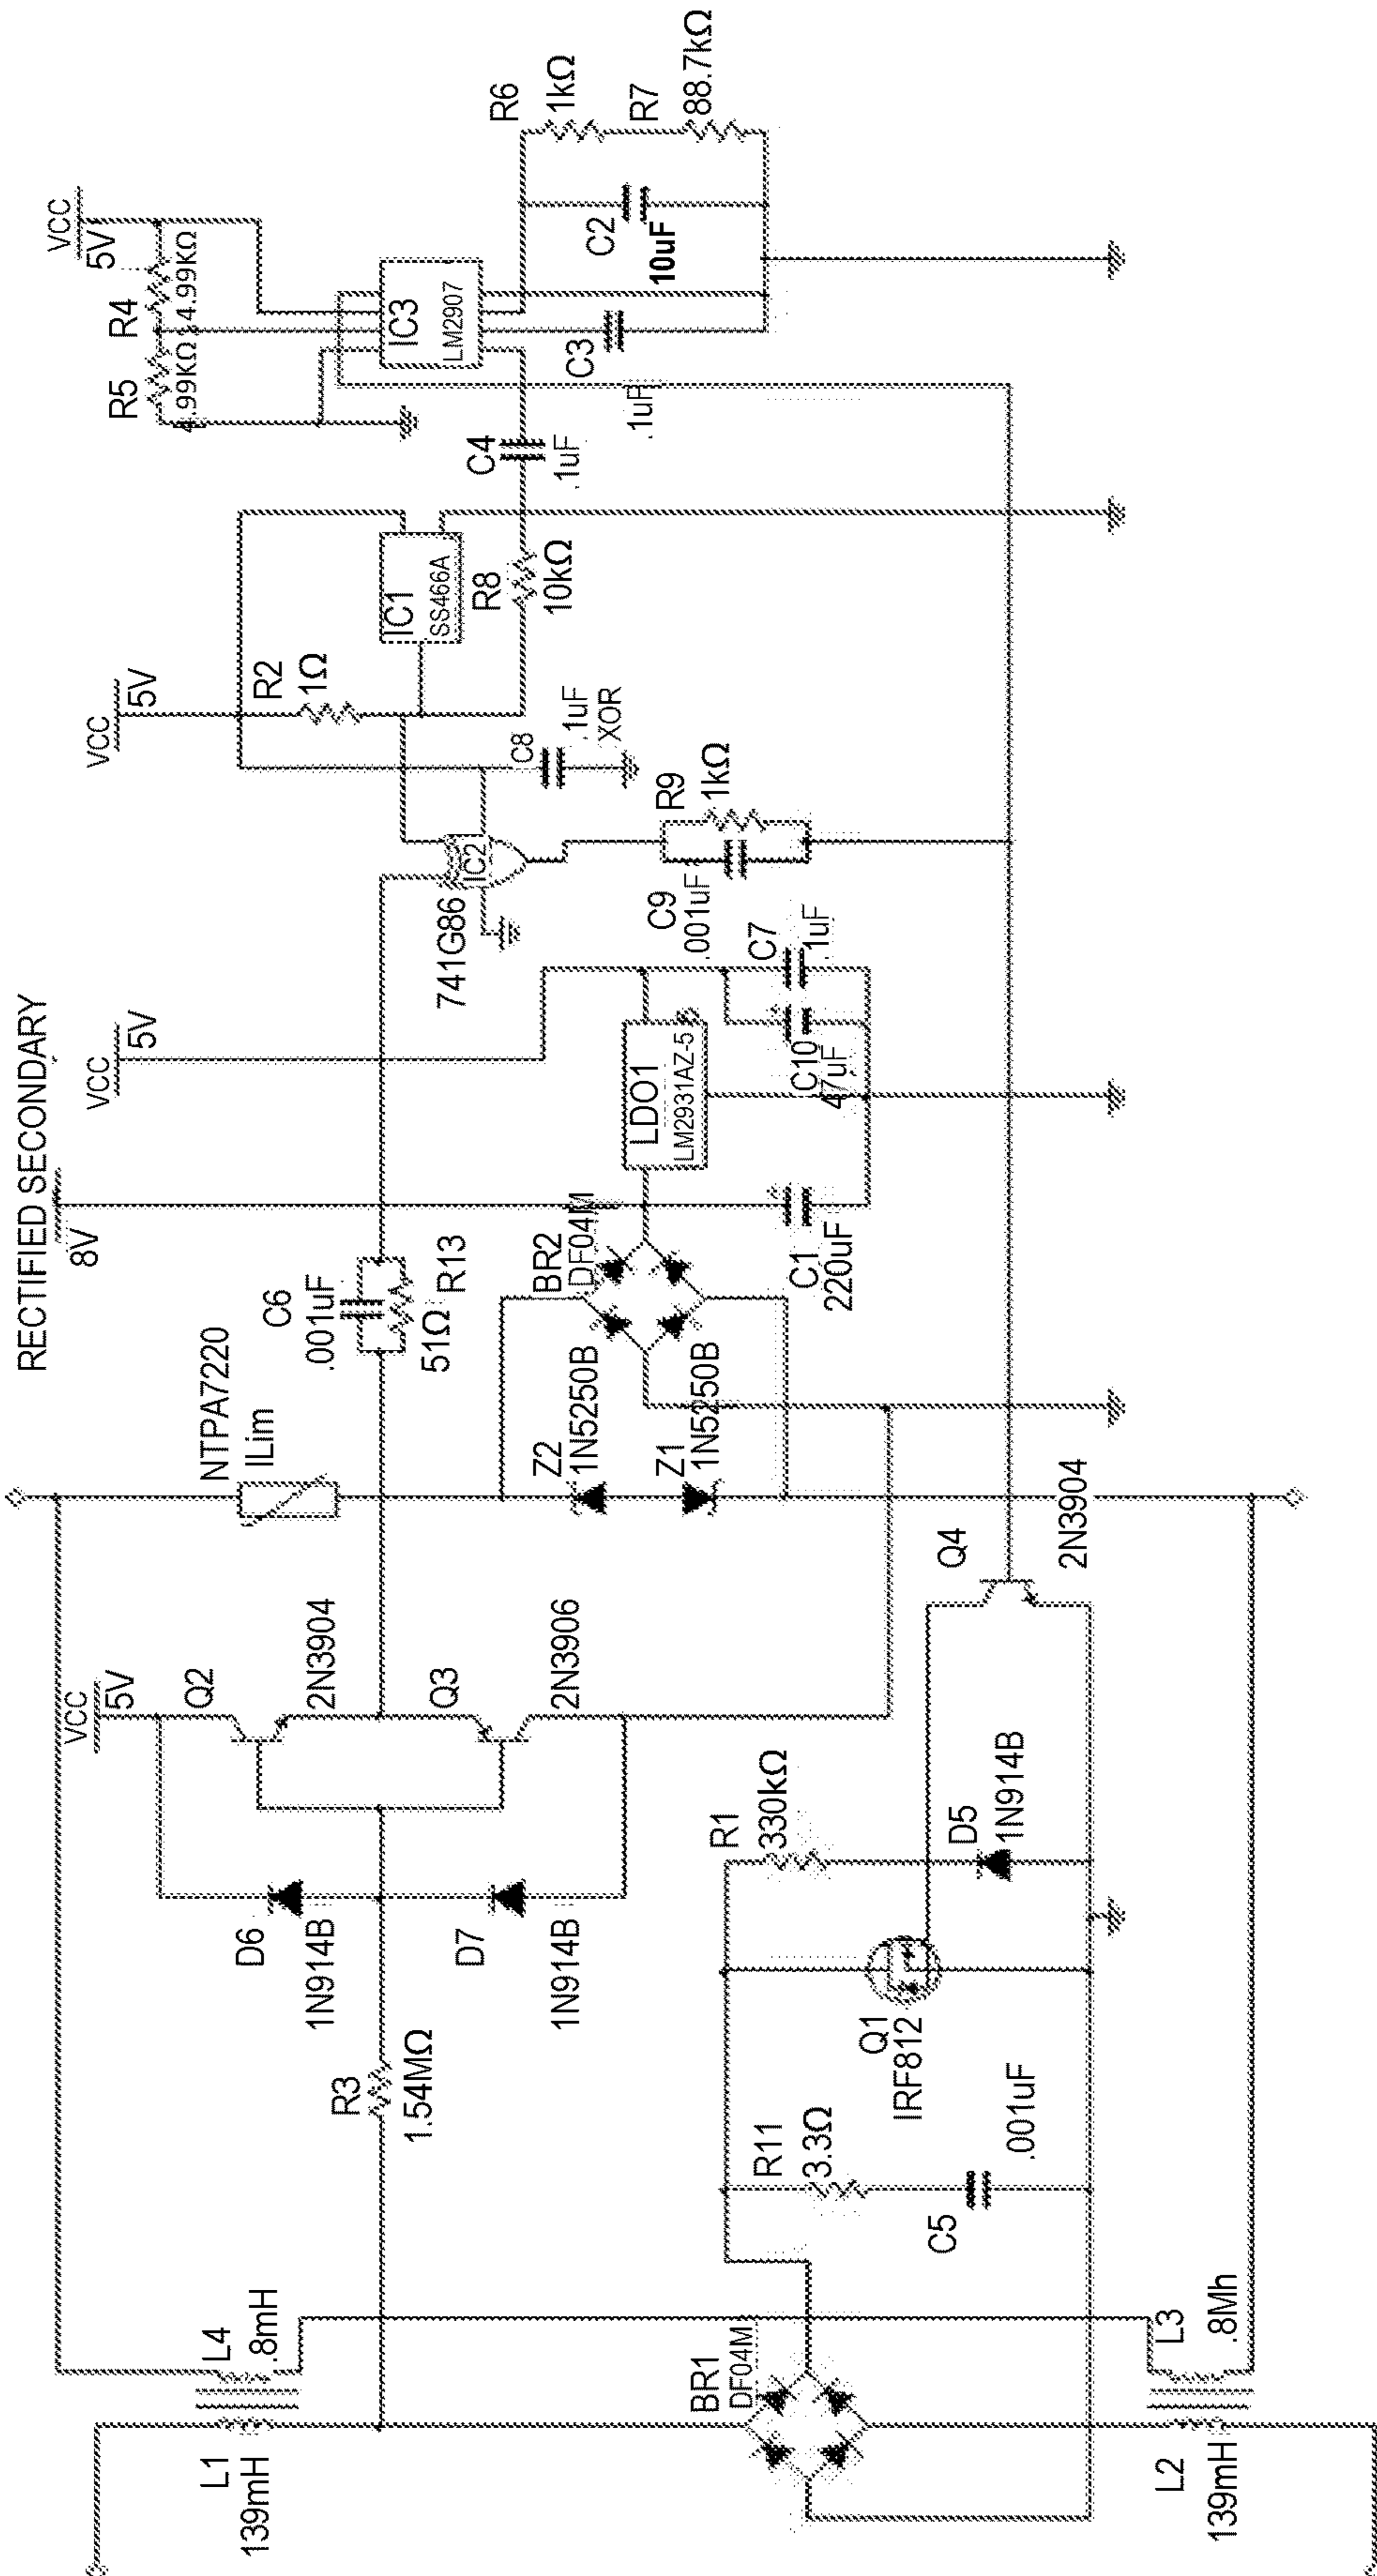 RECTIFIED SECONDARY
8V
VCC
5V
VCC
5V
VCC
5V
VCC
5V
L1
139mH
L4
.8mH
R3
1.54MΩ
D6
1N914B
D7
1N914B
Q2
2N3904
Q3
2N3906
NTPA7220
ILim
C6
.001uF
51Ω
R13
Z2
1N5250B
Z1
1N5250B
BR2
DF04M
C1
220uF
LDO1
LM2931AZ-5
C10
47uF
C7
.1uF
741G86
IC2
C9
.001uF
R9
1kΩ
C8
.1uF
XOR
R2
1Ω
IC1
SS466A
R8
10kΩ
C4
.1uF
R5
4.99KΩ
R4
24.99KΩ
IC3
LM2907
C3
.1uF
C2
10uF
R6
1kΩ
R7
88.7kΩ
BR1
DF04M
L2
139mH
L3
.8Mh
R11
3.3Ω
C5
.001uF
Q1
IRF812
R1
330kΩ
D5
1N914B
Q4
2N3904